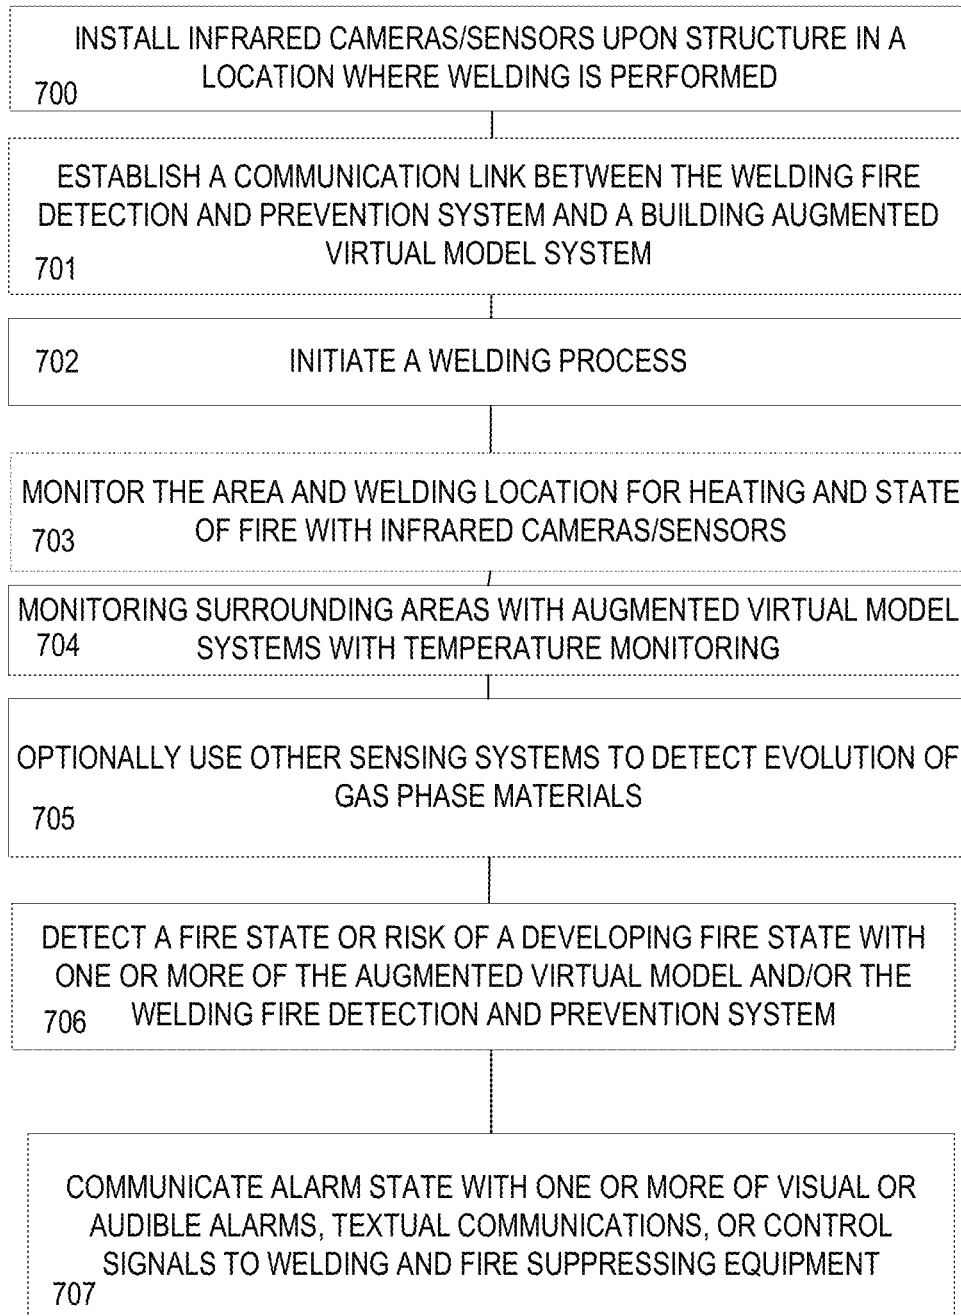 INSTALL INFRARED CAMERAS/SENSORS UPON STRUCTURE IN A
LOCATION WHERE WELDING IS PERFORMED
700
ESTABLISH A COMMUNICATION LINK BETWEEN THE WELDING FIRE
DETECTION AND PREVENTION SYSTEM AND A BUILDING AUGMENTED
VIRTUAL MODEL SYSTEM
701
702 INITIATE A WELDING PROCESS
MONITOR THE AREA AND WELDING LOCATION FOR HEATING AND STATE
OF FIRE WITH INFRARED CAMERAS/SENSORS
703
MONITORING SURROUNDING AREAS WITH AUGMENTED VIRTUAL MODEL
704 SYSTEMS WITH TEMPERATURE MONITORING
OPTIONALLY USE OTHER SENSING SYSTEMS TO DETECT EVOLUTION OF
GAS PHASE MATERIALS
705
DETECT A FIRE STATE OR RISK OF A DEVELOPING FIRE STATE WITH
ONE OR MORE OF THE AUGMENTED VIRTUAL MODEL AND/OR THE
706 WELDING FIRE DETECTION AND PREVENTION SYSTEM
COMMUNICATE ALARM STATE WITH ONE OR MORE OF VISUAL OR
AUDIBLE ALARMS, TEXTUAL COMMUNICATIONS, OR CONTROL
SIGNALS TO WELDING AND FIRE SUPPRESSING EQUIPMENT
707